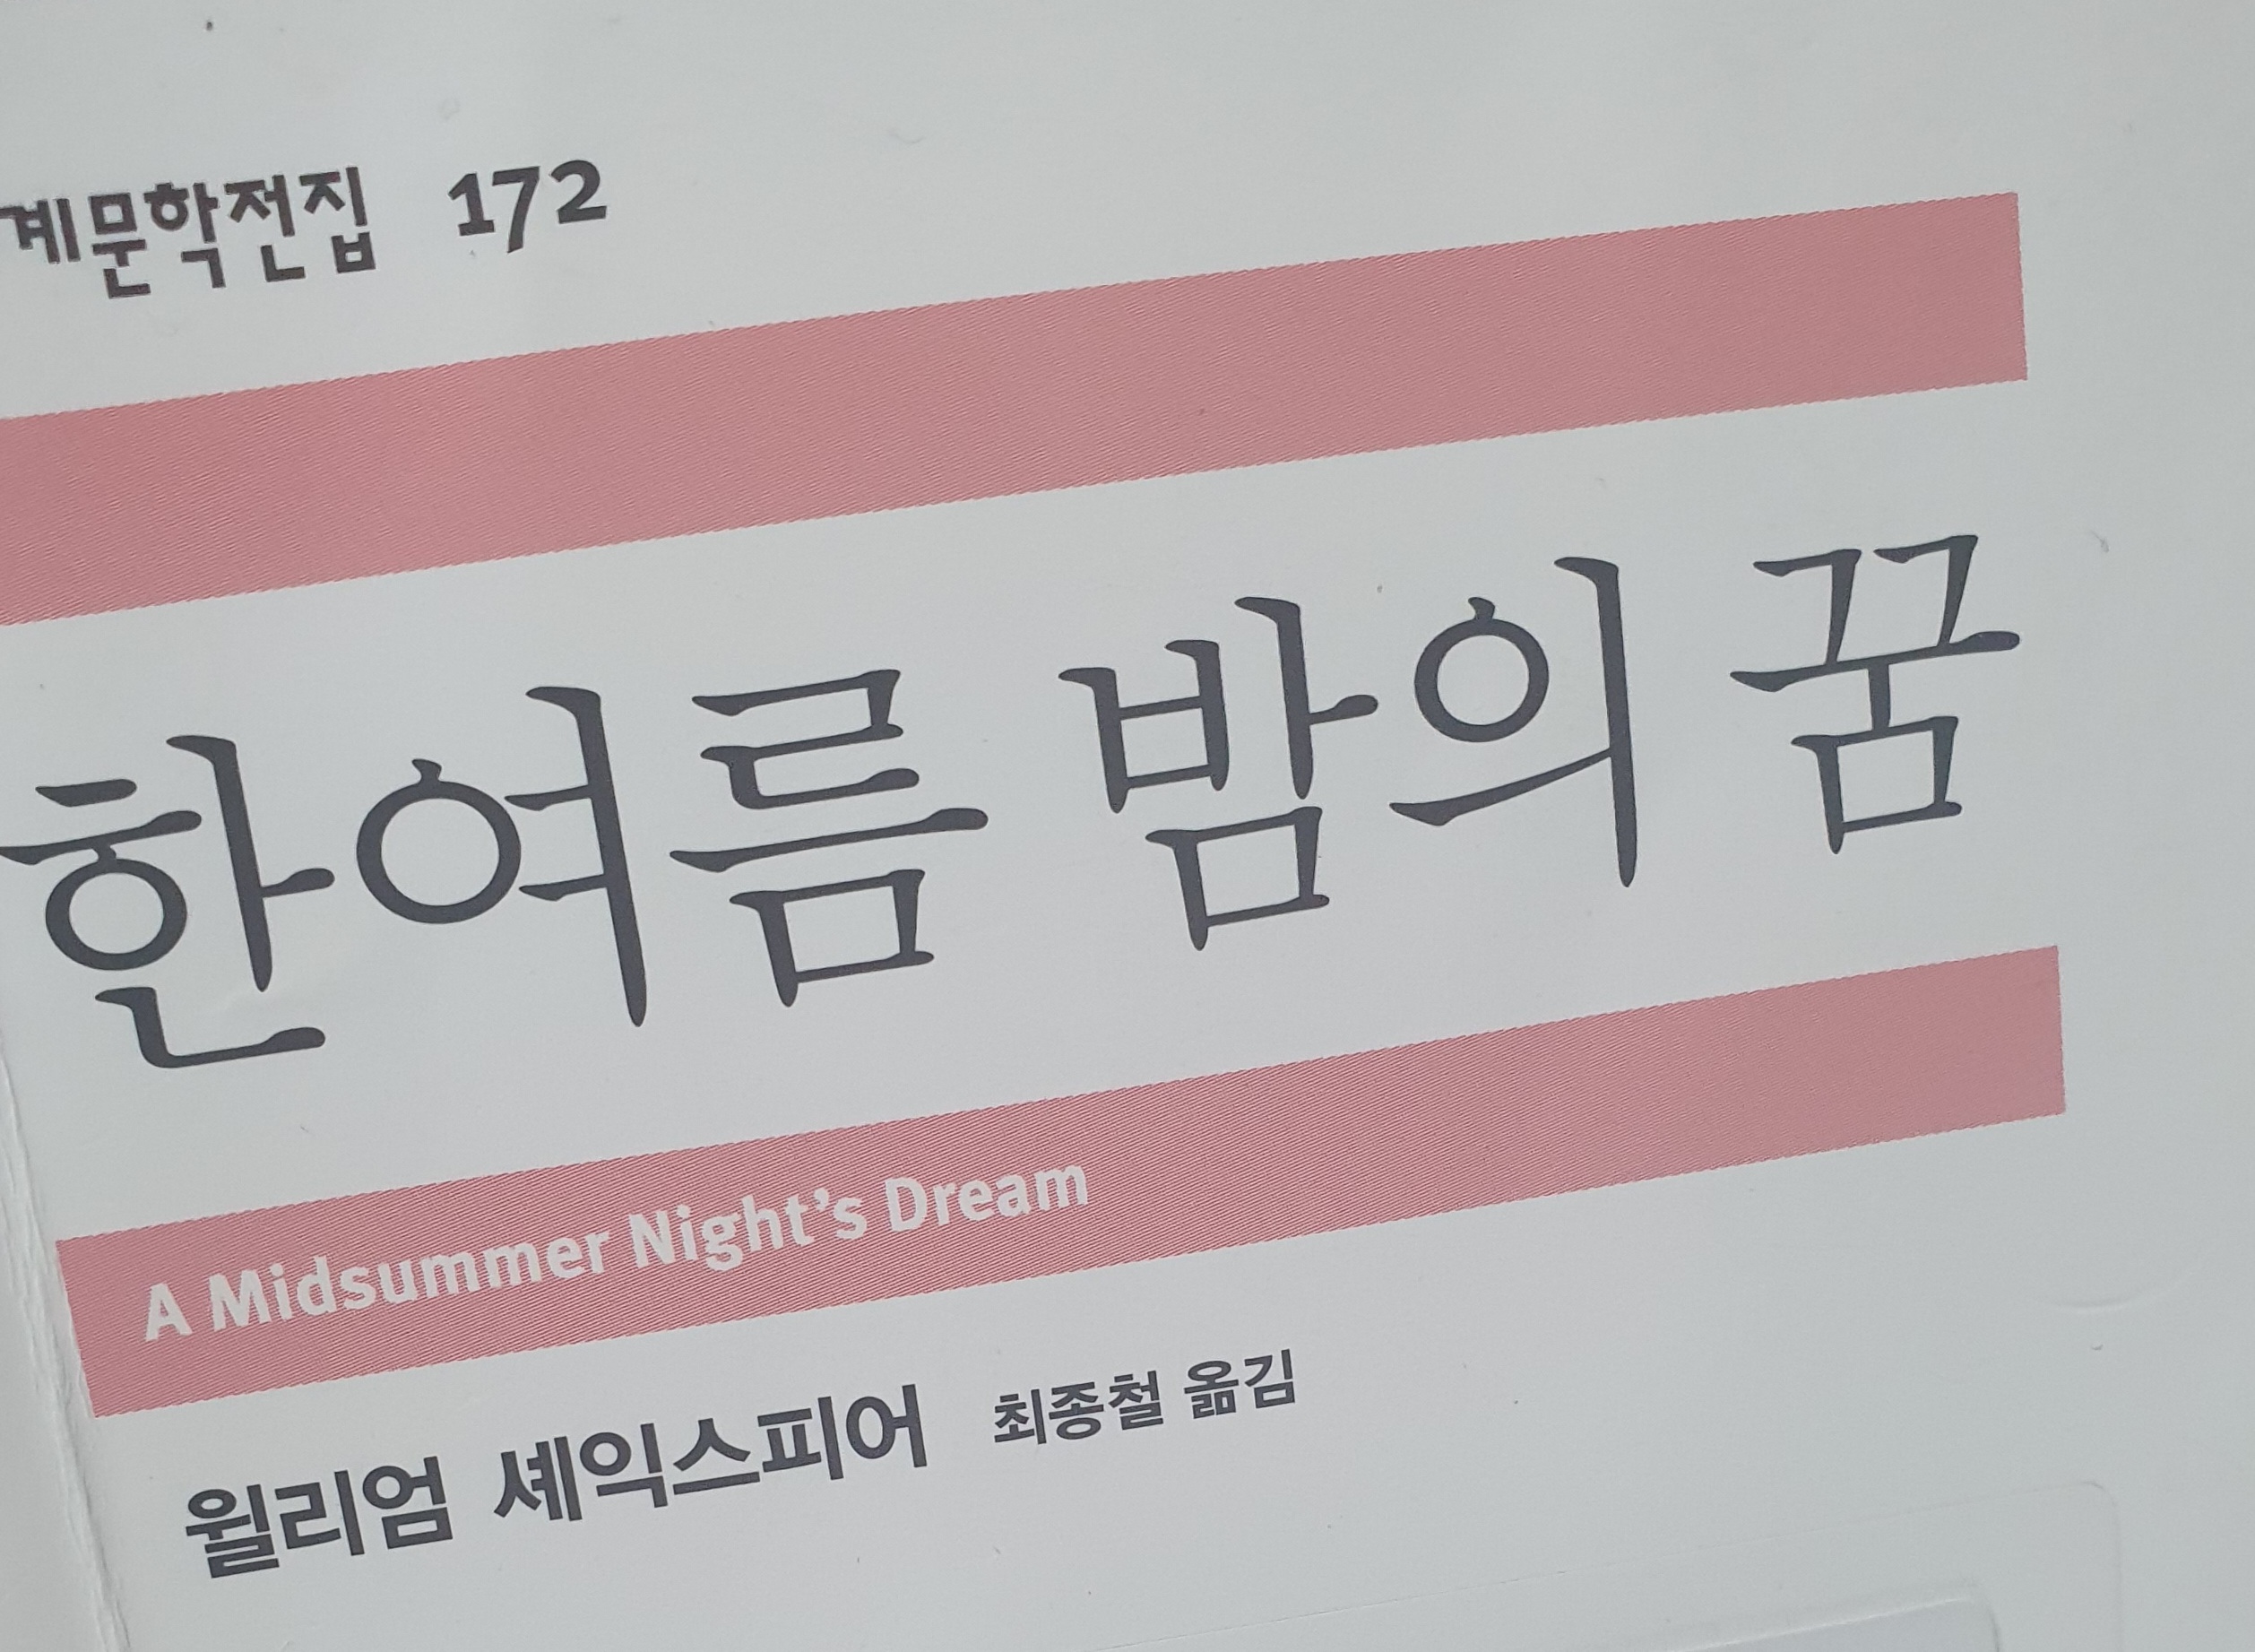 계문학전집 172
한여름 밤의 꿈
A Midsummer Night's Dream
윌리엄 셰익스피어 최종철 옮김